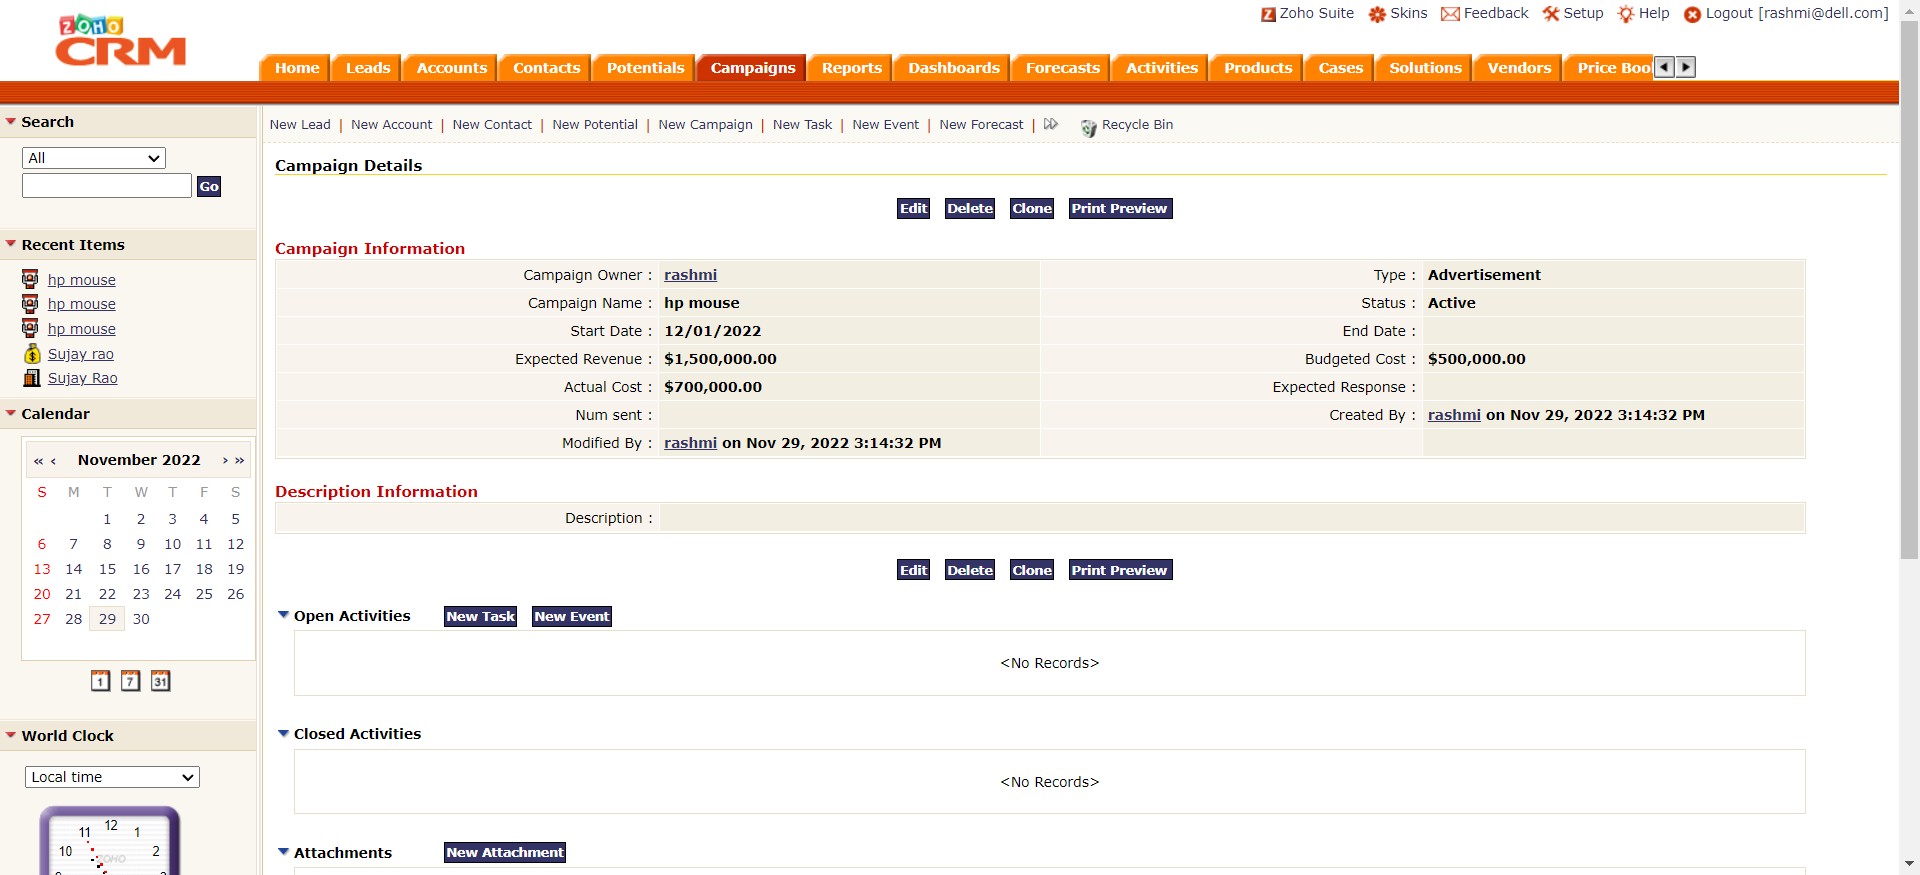 Zoho Suite Skins Feedback Setup Help Logout [rashmi@dell.com]
ZOHO
CRM
Home Leads Accounts Contacts Potentials Campaigns Reports Dashboards Forecasts Activities Products Cases Solutions Vendors Price Boo
Search
All
Go
Recent Items
hp mouse
hp mouse
hp mouse
Sujay rao
Sujay Rao
Calendar
« ‹ November 2022 › »
S M T W T F S
1 2 3 4 5
6 7 8 9 10 11 12
13 14 15 16 17 18 19
20 21 22 23 24 25 26
27 28 29 30
1 7 31
World Clock
Local time
10 11 12 1 2
ZOHO
New Lead | New Account | New Contact | New Potential | New Campaign | New Task | New Event | New Forecast | Recycle Bin
Campaign Details
Edit Delete Clone Print Preview
Campaign Information
Campaign Owner : rashmi Type : Advertisement
Campaign Name : hp mouse Status : Active
Start Date : 12/01/2022 End Date :
Expected Revenue : $1,500,000.00 Budgeted Cost : $500,000.00
Actual Cost : $700,000.00 Expected Response :
Num sent : Created By : rashmi on Nov 29, 2022 3:14:32 PM
Modified By : rashmi on Nov 29, 2022 3:14:32 PM
Description Information
Description :
Edit Delete Clone Print Preview
Open Activities New Task New Event
<No Records>
Closed Activities
<No Records>
Attachments New Attachment